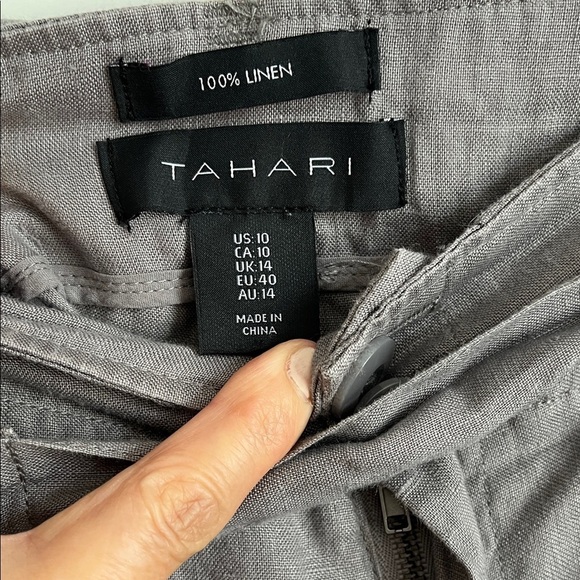 100% LINEN
TAHARI
US:10
CA:10
UK:14
EU:40
AU:14
MADE IN
CHINA